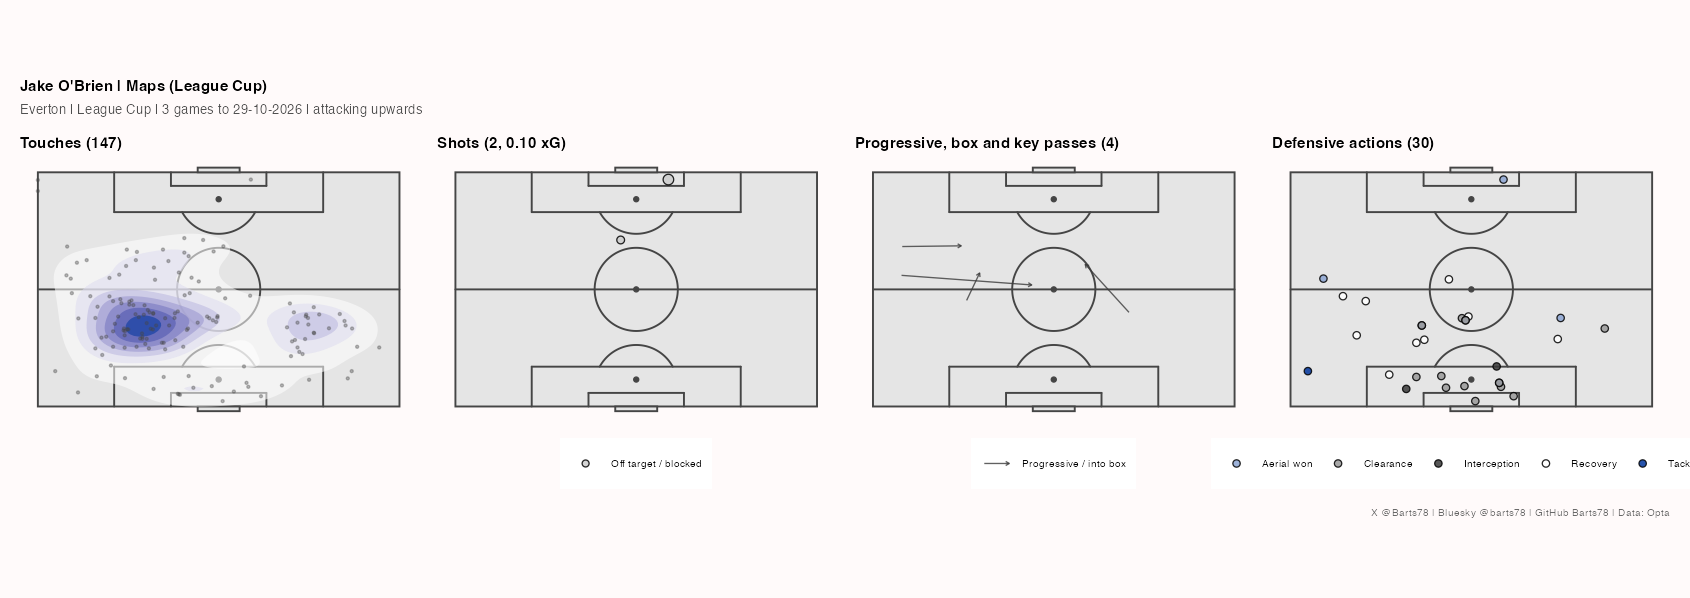 Jake O'Brien | Maps (League Cup)
Everton | League Cup | 3 games to 29-10-2026 | attacking upwards
Touches (147)
Shots (2, 0.10 xG)
Progressive, box and key passes (4)
Defensive actions (30)
Off target / blocked
Progressive / into box
Aerial won
Clearance
Interception
Recovery
Tack
X @Barts78 | Bluesky @barts78 | GitHub Barts78 | Data: Opta